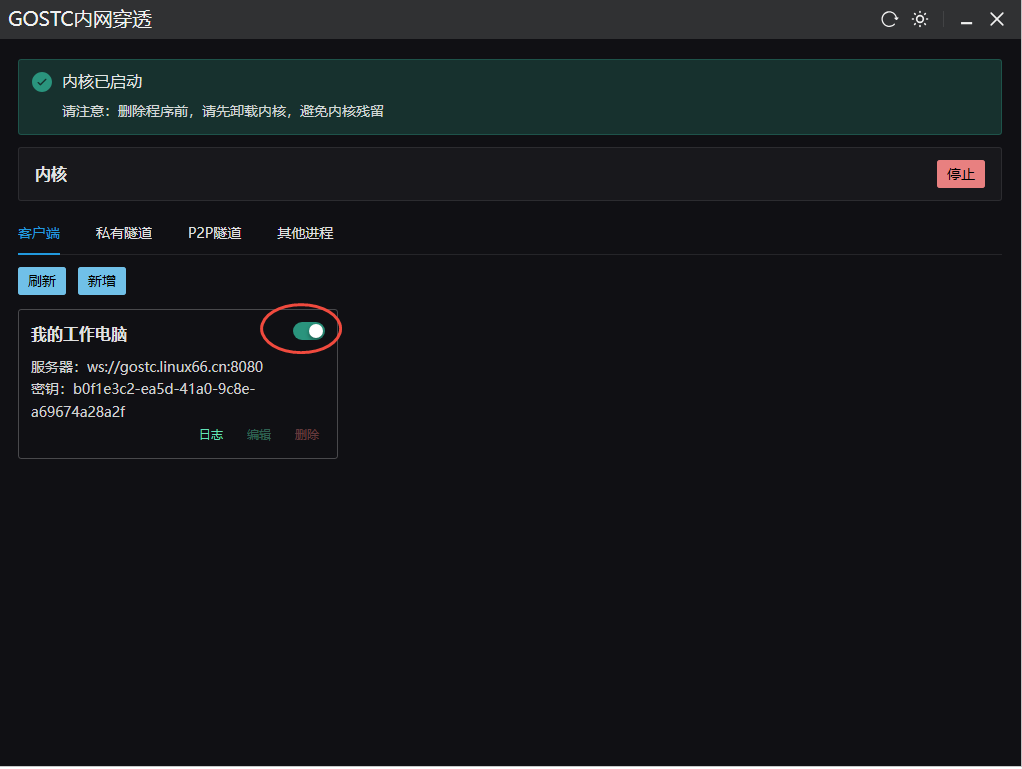 GOSTC内网穿透
内核已启动
请注意：删除程序前，请先卸载内核，避免内核残留
内核
停止
客户端 私有隧道 P2P隧道 其他进程
刷新 新增
我的工作电脑
服务器：ws://gostc.linux66.cn:8080
密钥：b0f1e3c2-ea5d-41a0-9c8e-
a69674a28a2f
日志 编辑 删除